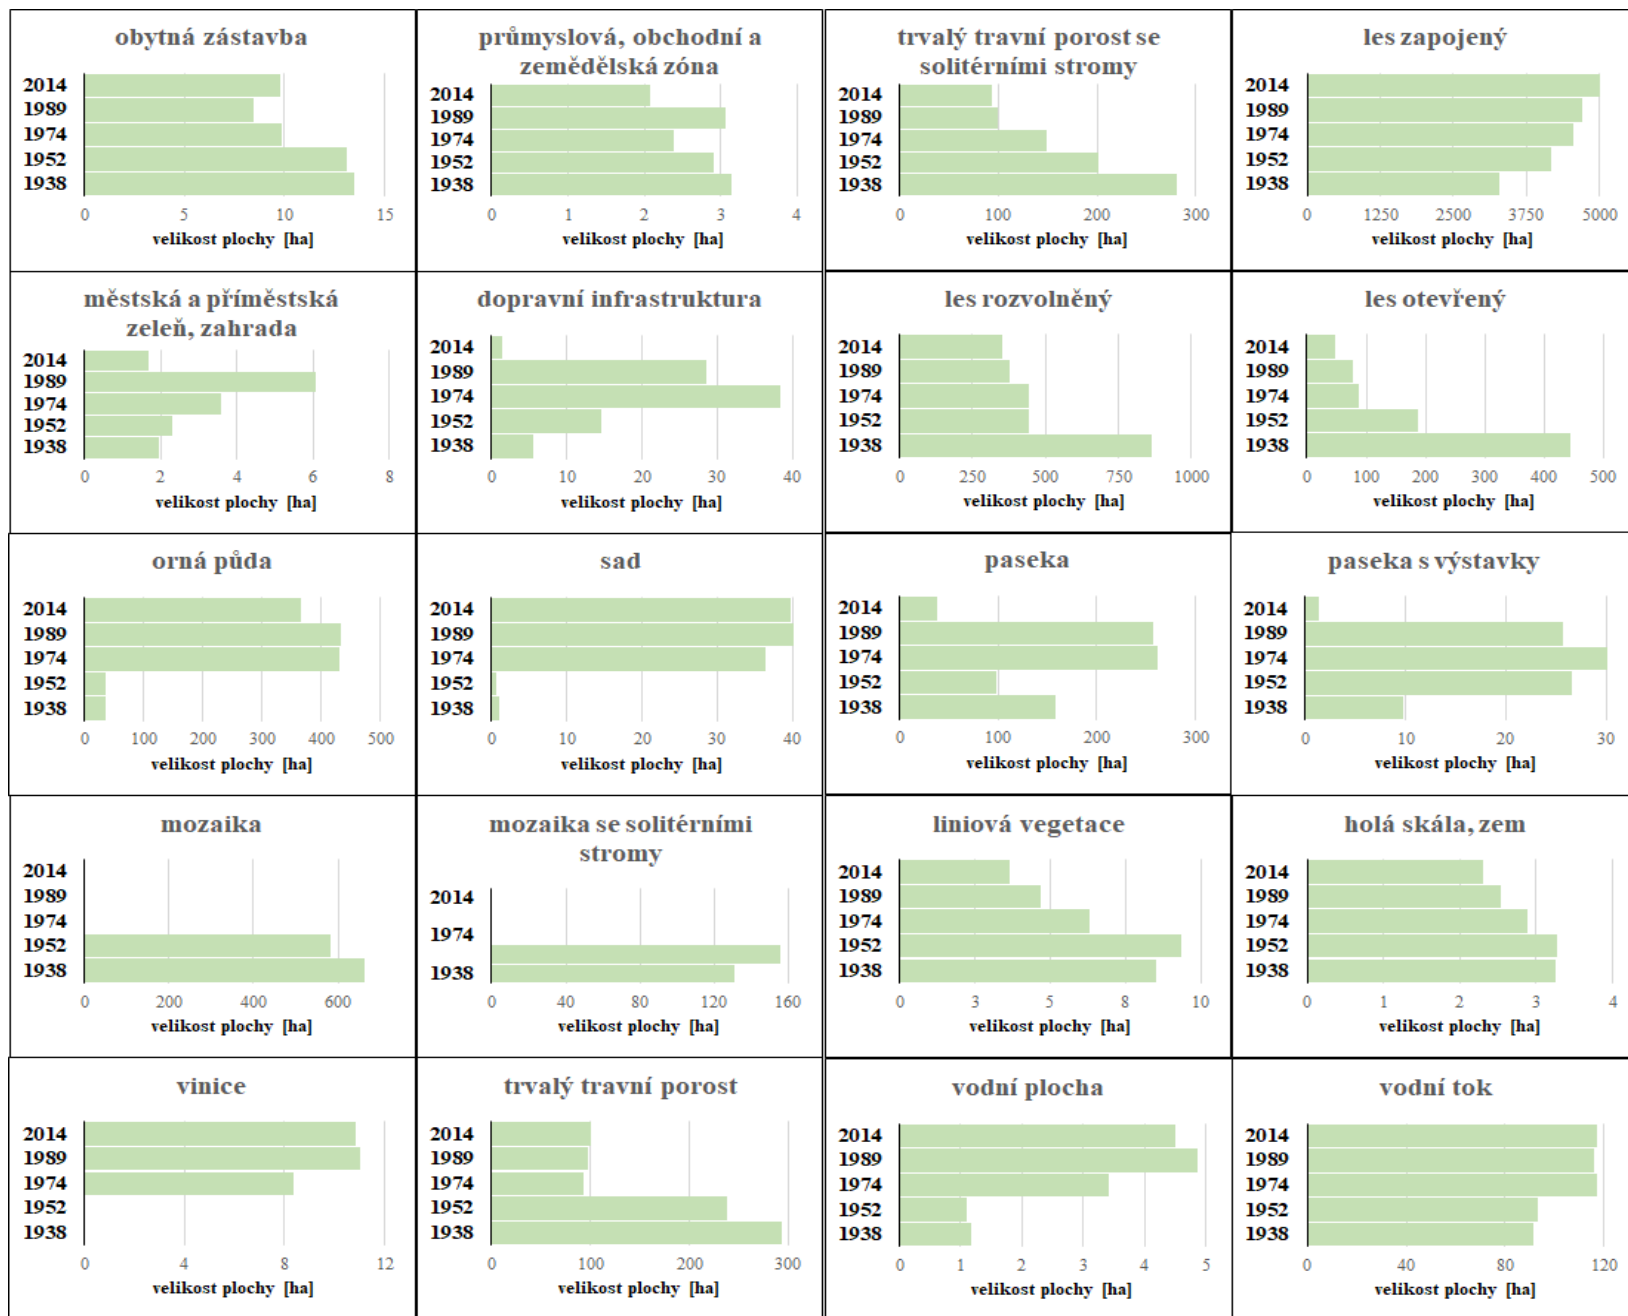 obytná zástavba
2014
1989
1974
1952
1938
0 5 10 15
velikost plochy [ha]
průmyslová, obchodní a
zemědělská zóna
2014
1989
1974
1952
1938
0 1 2 3 4
velikost plochy [ha]
trvalý travní porost se
solitérními stromy
2014
1989
1974
1952
1938
0 100 200 300
velikost plochy [ha]
les zapojený
2014
1989
1974
1952
1938
0 1250 2500 3750 5000
velikost plochy [ha]
městská a příměstská
zeleň, zahrada
2014
1989
1974
1952
1938
0 2 4 6 8
velikost plochy [ha]
dopravní infrastruktura
2014
1989
1974
1952
1938
0 10 20 30 40
velikost plochy [ha]
les rozvolněný
2014
1989
1974
1952
1938
0 250 500 750 1000
velikost plochy [ha]
les otevřený
2014
1989
1974
1952
1938
0 100 200 300 400 500
velikost plochy [ha]
orná půda
2014
1989
1974
1952
1938
0 100 200 300 400 500
velikost plochy [ha]
sad
2014
1989
1974
1952
1938
0 10 20 30 40
velikost plochy [ha]
paseka
2014
1989
1974
1952
1938
0 100 200 300
velikost plochy [ha]
paseka s výstavky
2014
1989
1974
1952
1938
0 10 20 30
velikost plochy [ha]
mozaika
2014
1989
1974
1952
1938
0 200 400 600
velikost plochy [ha]
mozaika se solitérními
stromy
2014
1974
1938
0 40 80 120 160
velikost plochy [ha]
liniová vegetace
2014
1989
1974
1952
1938
0 3 5 8 10
velikost plochy [ha]
holá skála, zem
2014
1989
1974
1952
1938
0 1 2 3 4
velikost plochy [ha]
vinice
2014
1989
1974
1952
1938
0 4 8 12
velikost plochy [ha]
trvalý travní porost
2014
1989
1974
1952
1938
0 100 200 300
velikost plochy [ha]
vodní plocha
2014
1989
1974
1952
1938
0 1 2 3 4 5
velikost plochy [ha]
vodní tok
2014
1989
1974
1952
1938
0 40 80 120
velikost plochy [ha]